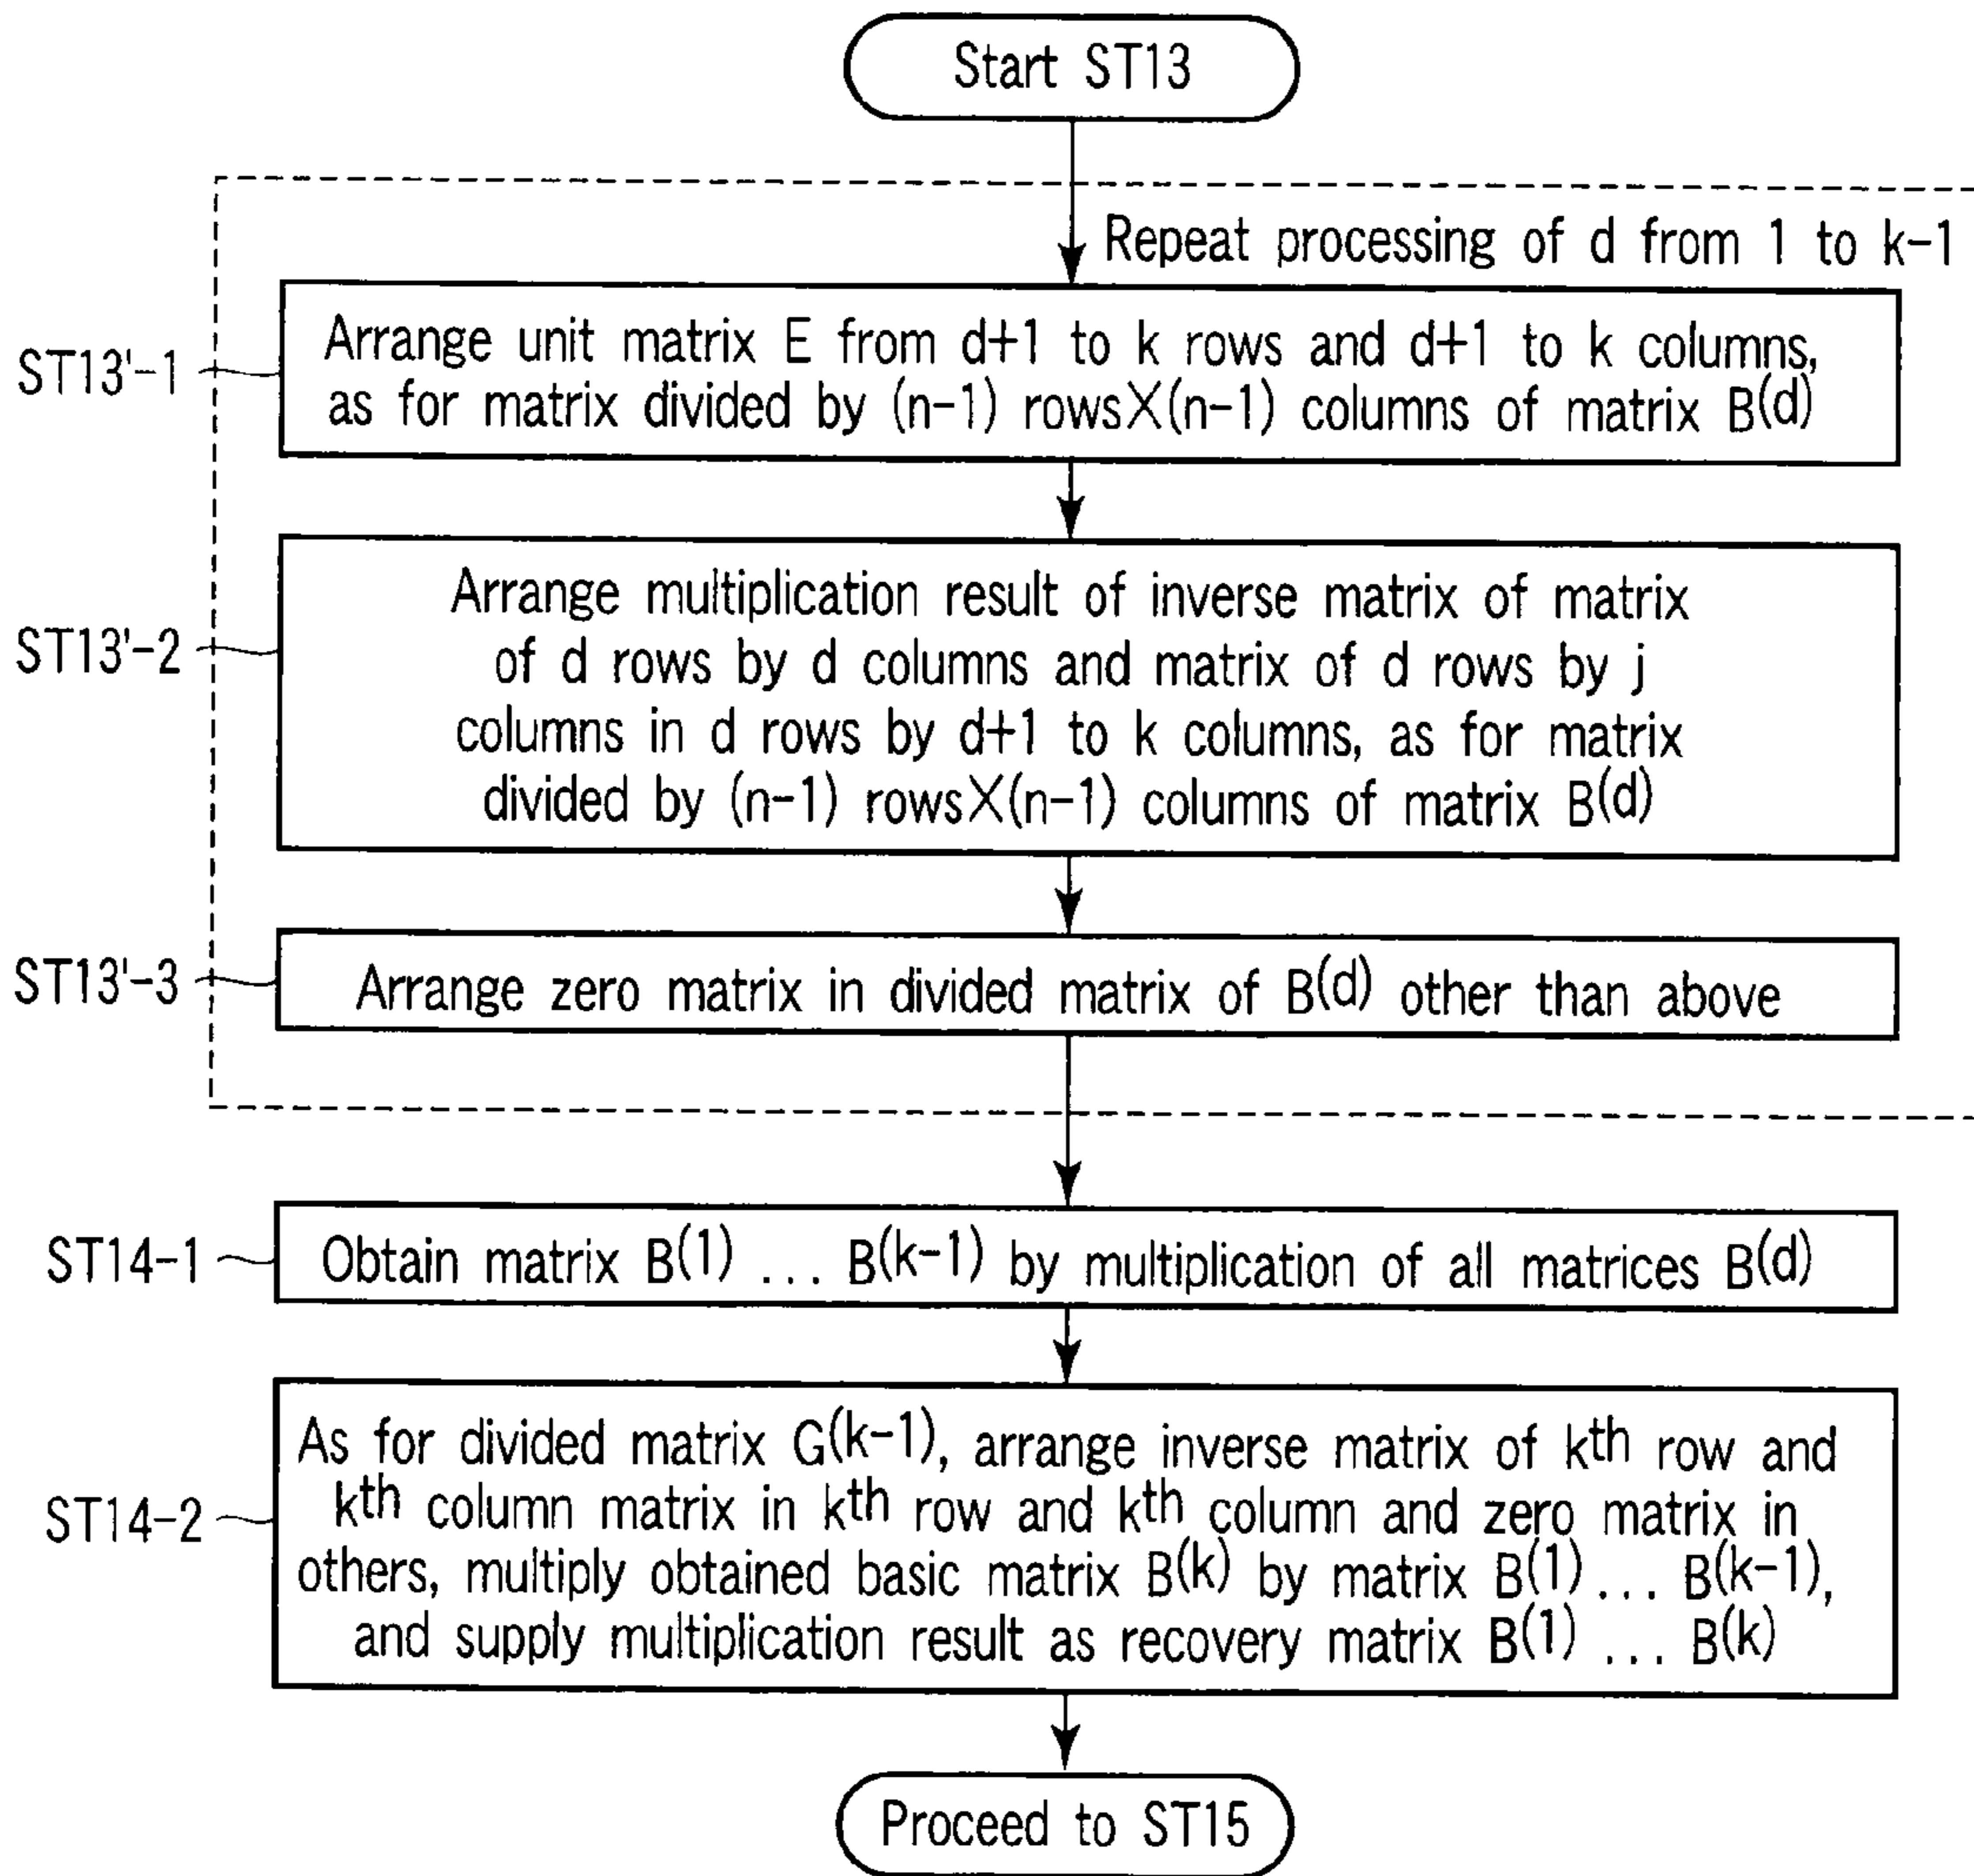 Start ST13
Repeat processing of d from 1 to k-1
ST13'-1
Arrange unit matrix E from d+1 to k rows and d+1 to k columns,
as for matrix divided by (n-1) rows×(n-1) columns of matrix B(d)
ST13'-2
Arrange multiplication result of inverse matrix of matrix
of d rows by d columns and matrix of d rows by j
columns in d rows by d+1 to k columns, as for matrix
divided by (n-1) rows×(n-1) columns of matrix B(d)
ST13'-3
Arrange zero matrix in divided matrix of B(d) other than above
ST14-1
Obtain matrix B(1) ... B(k-1) by multiplication of all matrices B(d)
ST14-2
As for divided matrix G(k-1), arrange inverse matrix of kth row and
kth column matrix in kth row and kth column and zero matrix in
others, multiply obtained basic matrix B(k) by matrix B(1) ... B(k-1),
and supply multiplication result as recovery matrix B(1) ... B(k)
Proceed to ST15